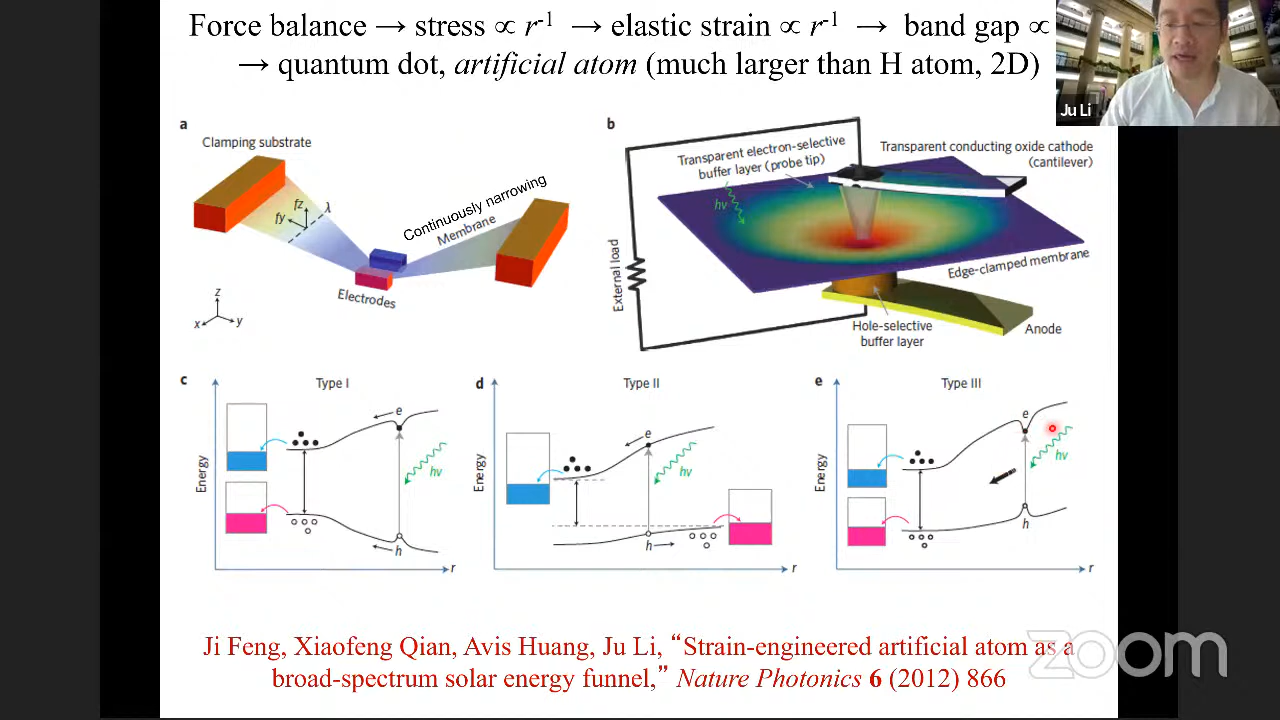 Force balance → stress ∝ r⁻¹ → elastic strain ∝ r⁻¹ → band gap ∝
→ quantum dot, artificial atom (much larger than H atom, 2D)
Ju Li
a
Clamping substrate
fz
fy
λ
Continuously narrowing
Membrane
Electrodes
z
x
y
b
Transparent electron-selective
buffer layer (probe tip)
Transparent conducting oxide cathode
(cantilever)
hv
External load
Edge-clamped membrane
Hole-selective
buffer layer
Anode
c
Type I
Energy
e
hv
h
r
d
Type II
Energy
e
hv
h
r
e
Type III
Energy
e
hv
h
r
Ji Feng, Xiaofeng Qian, Avis Huang, Ju Li, “Strain-engineered artificial atom as a
broad-spectrum solar energy funnel,” Nature Photonics 6 (2012) 866
zoom